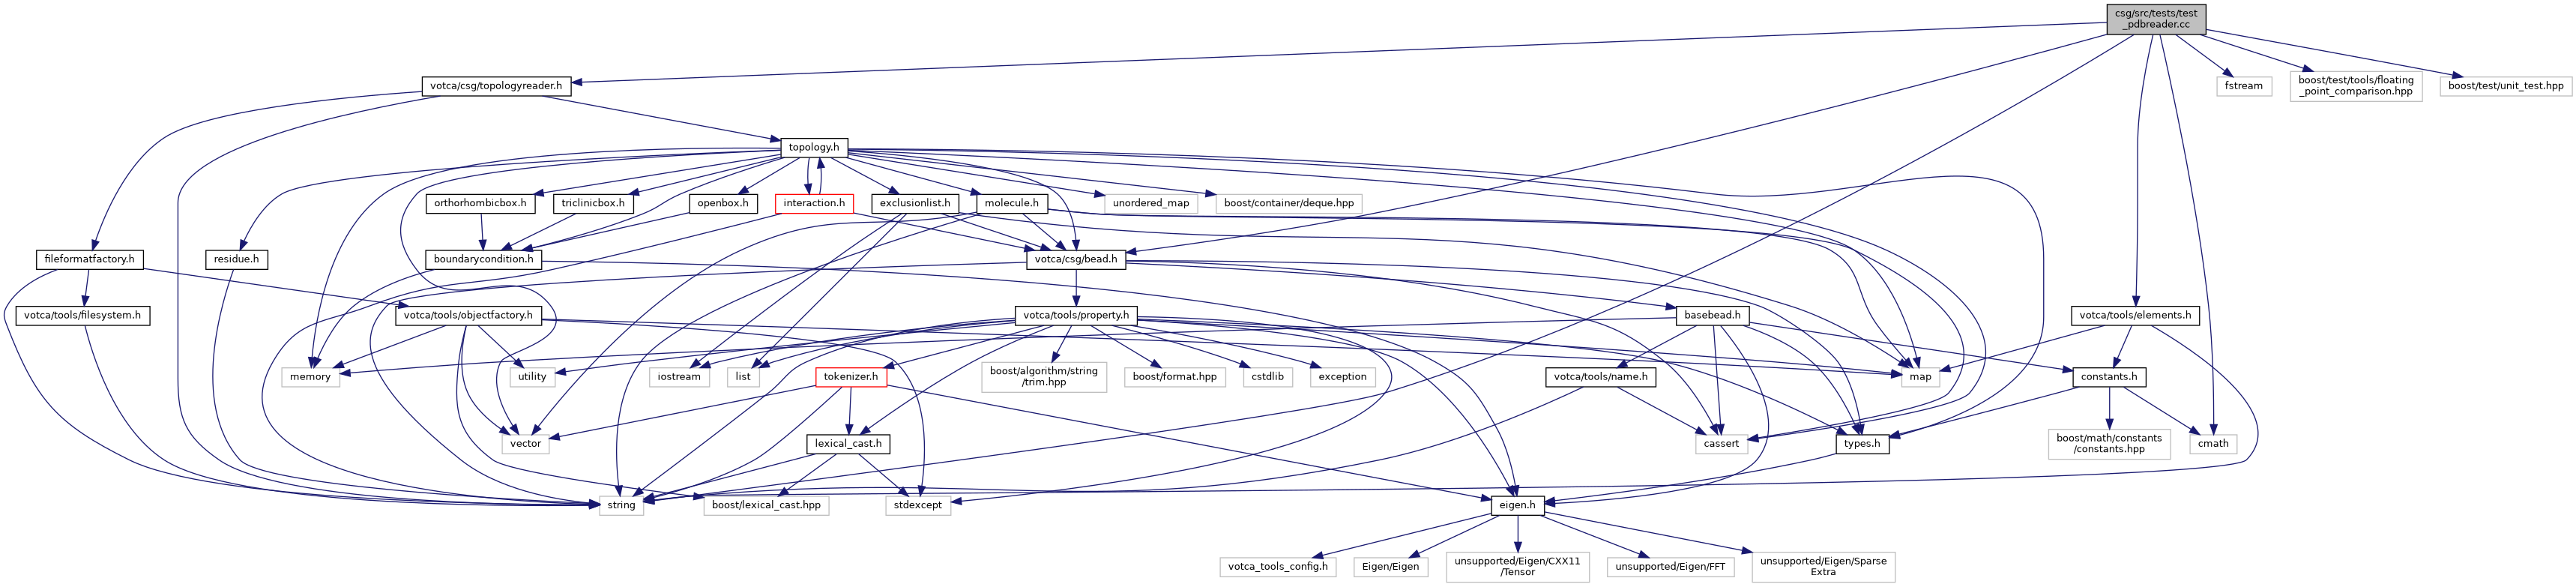 csg/src/tests/test
_pdbreader.cc
votca/csg/topologyreader.h
fstream
boost/test/tools/floating
_point_comparison.hpp
boost/test/unit_test.hpp
topology.h
orthorhombicbox.h
triclinicbox.h
openbox.h
interaction.h
exclusionlist.h
molecule.h
unordered_map
boost/container/deque.hpp
fileformatfactory.h
residue.h
boundarycondition.h
votca/csg/bead.h
votca/tools/filesystem.h
votca/tools/objectfactory.h
votca/tools/property.h
basebead.h
votca/tools/elements.h
memory
utility
iostream
list
tokenizer.h
boost/algorithm/string
/trim.hpp
boost/format.hpp
cstdlib
exception
votca/tools/name.h
map
constants.h
vector
lexical_cast.h
cassert
types.h
boost/math/constants
/constants.hpp
cmath
string
boost/lexical_cast.hpp
stdexcept
eigen.h
votca_tools_config.h
Eigen/Eigen
unsupported/Eigen/CXX11
/Tensor
unsupported/Eigen/FFT
unsupported/Eigen/Sparse
Extra